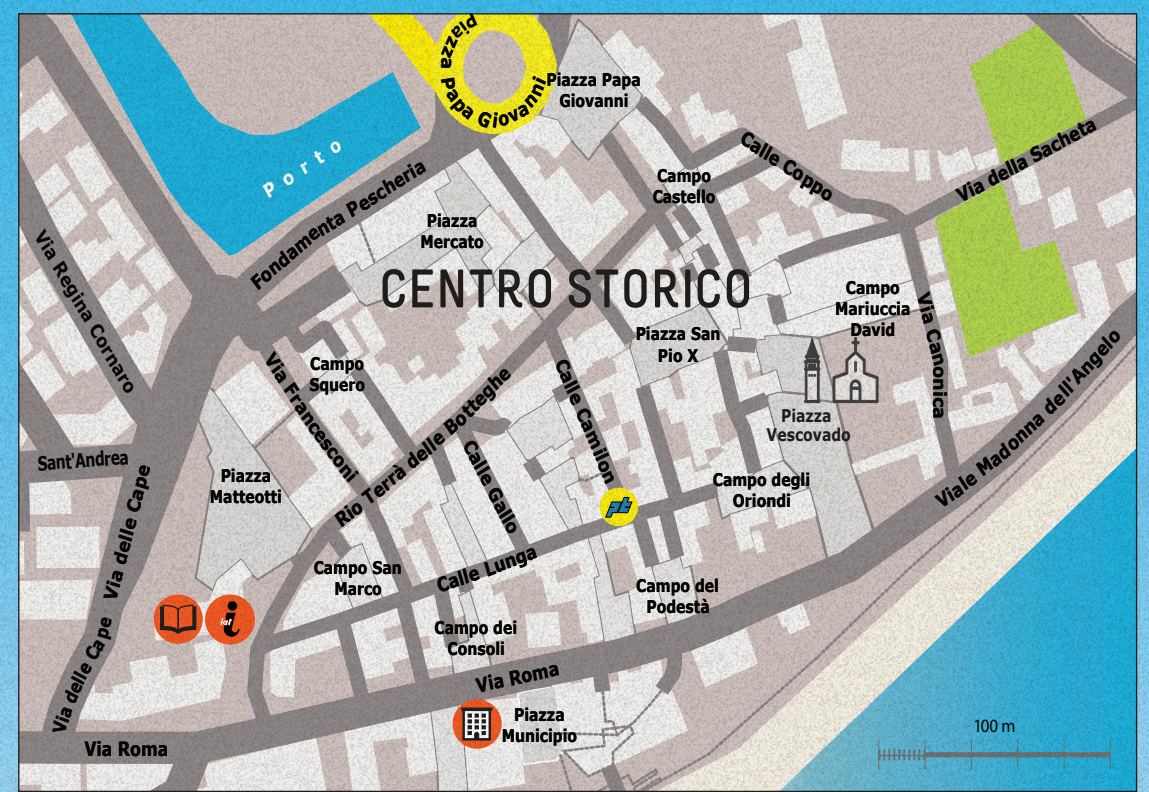 piazza Papa Giovanni
Piazza Papa
Giovanni
Porto
Calle Coppo
Via della Sacheta
Fondamenta Pescheria
Campo
Castello
Piazza
Mercato
Via Regina Cornaro
CENTRO STORICO
Campo
Mariuccia
David
Via Canonica
Piazza San
Pio X
Campo
Squero
Via Francesconi
Calle Camilon
Rio Terrà delle Botteghe
Viale Madonna dell'Angelo
Piazza
Vescovado
Sant'Andrea
Via delle Cape
Piazza
Matteotti
Calle Gallo
Campo degli
Oriondi
pt
Calle Lunga
Campo San
Marco
Campo del
Podestà
iat
i
Campo dei
Consoli
Via delle Cape
Via Roma
Piazza
Municipio
Via Roma
100 m